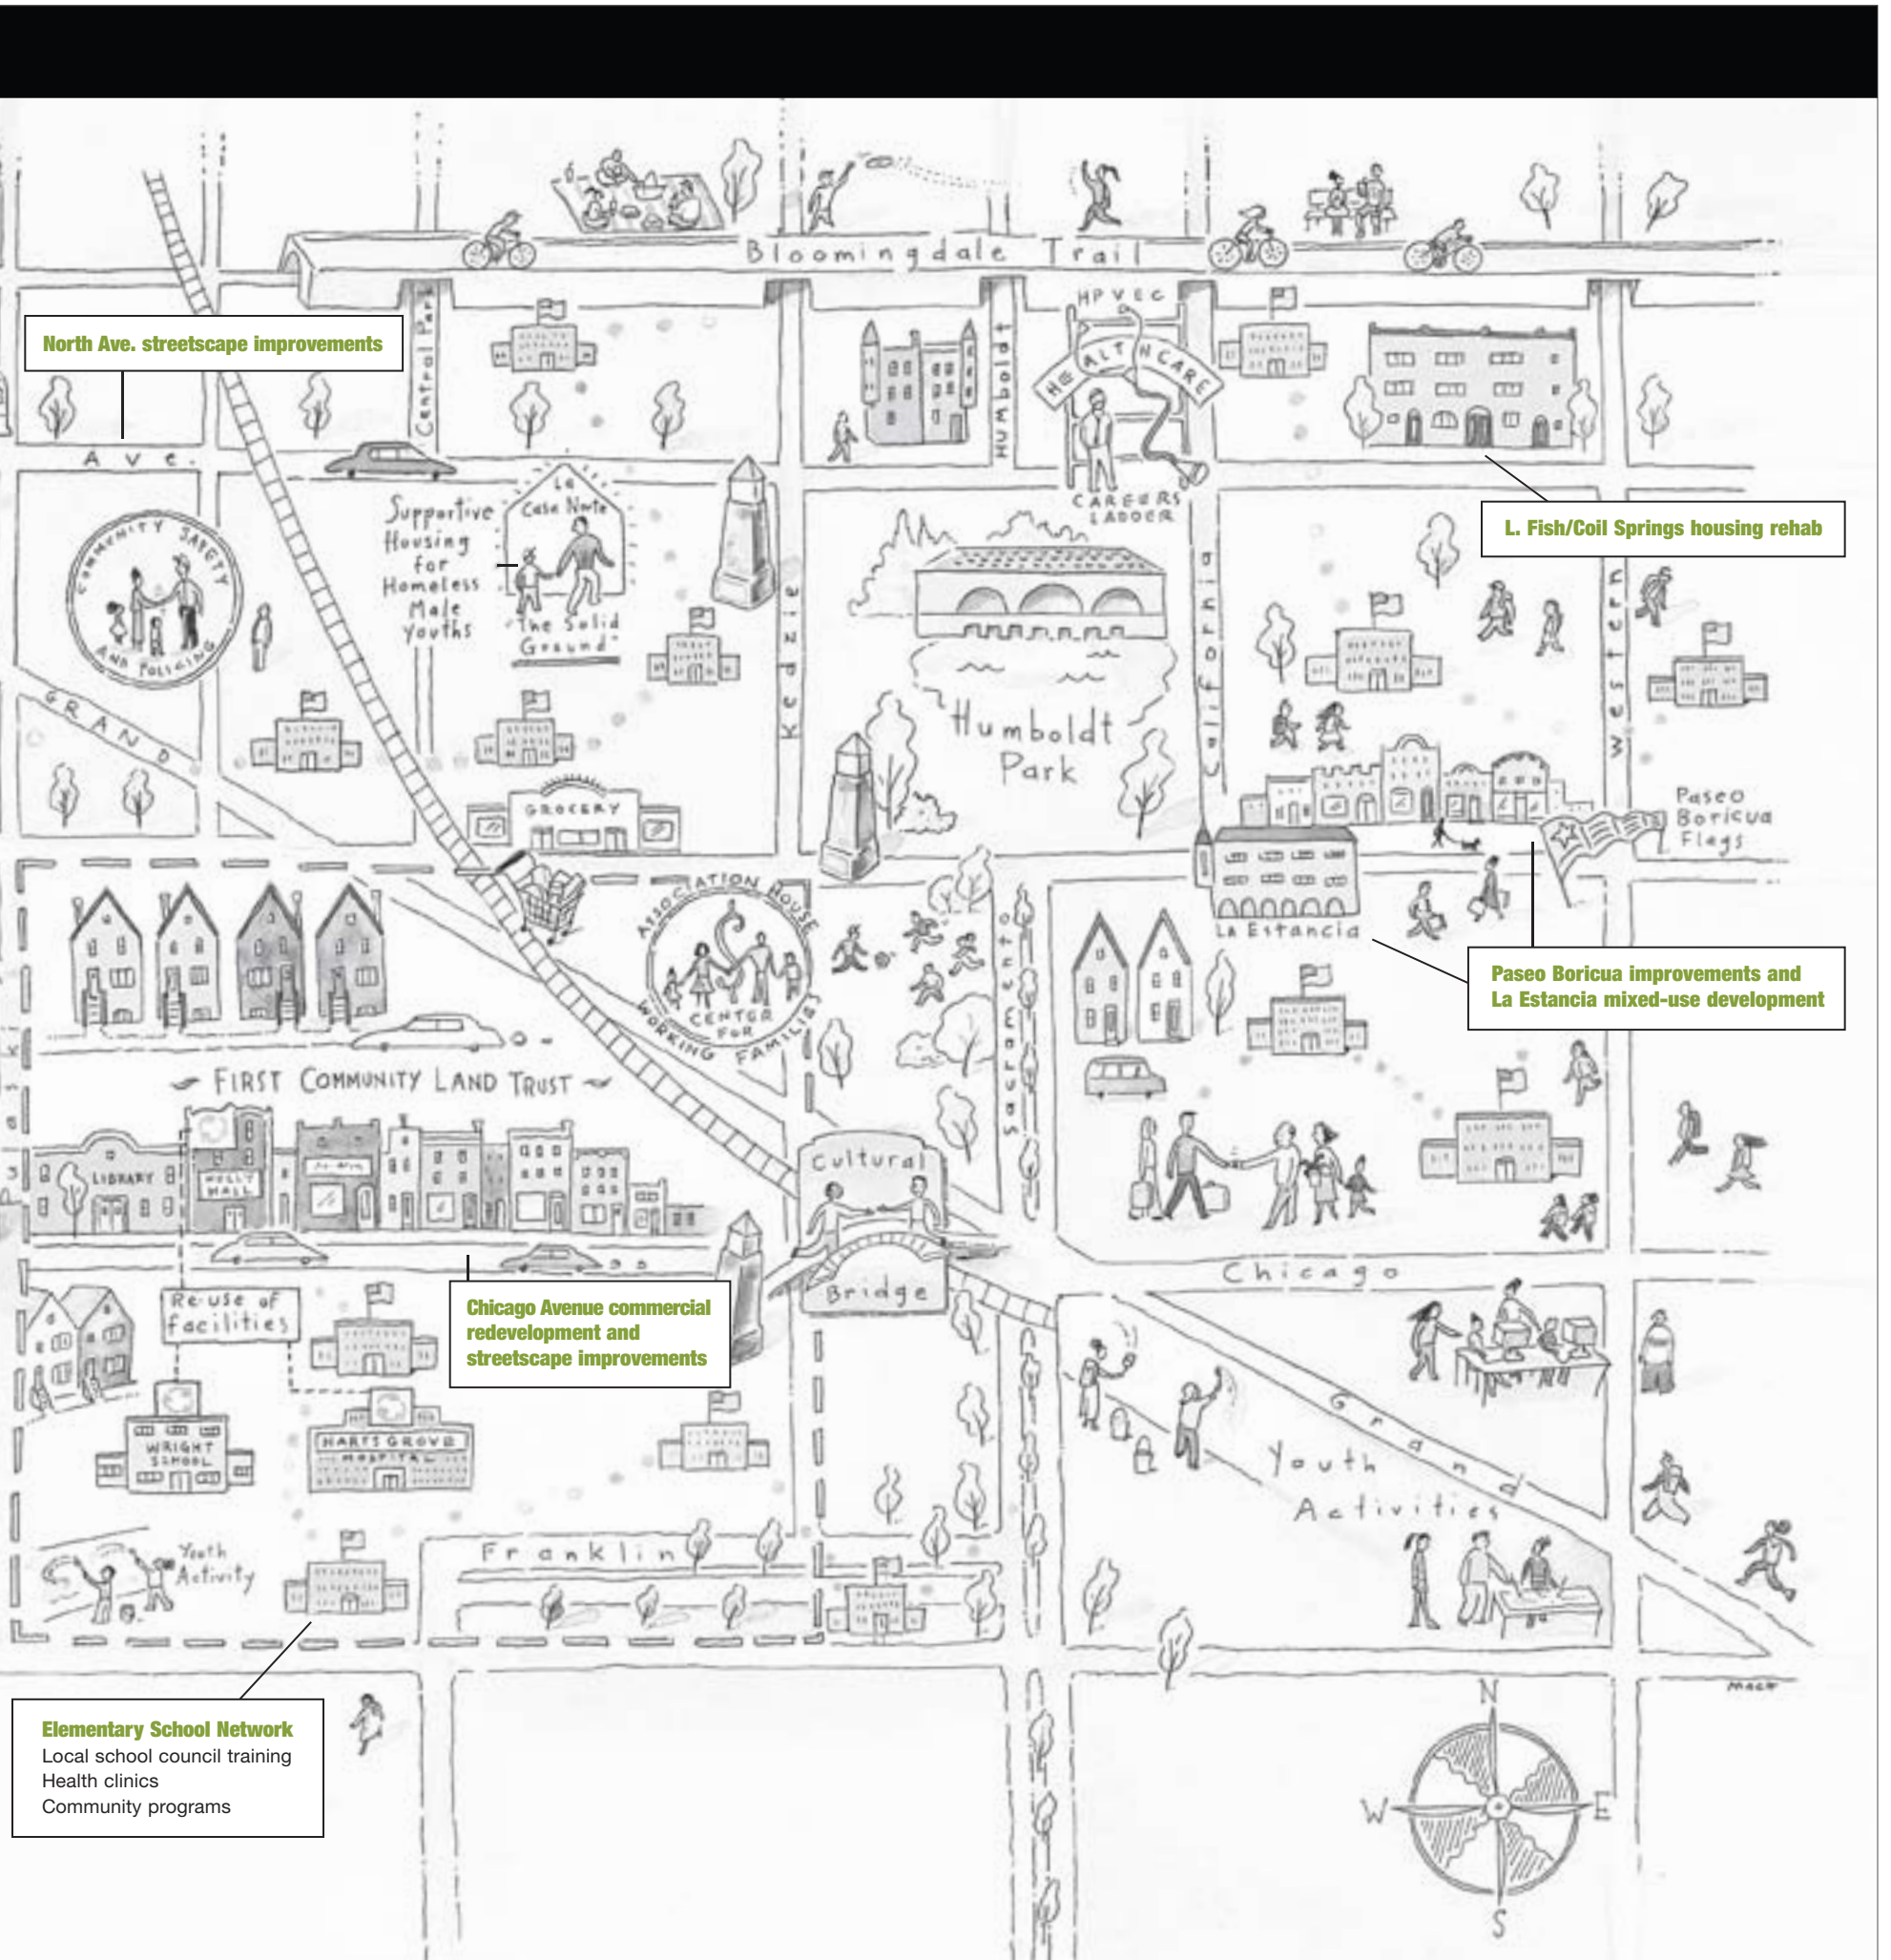 Bloomingdale Trail
HPVEC
North Ave. streetscape improvements
Central Park
Humboldt
HEALTHCARE
CAREERS
LADDER
Ave.
L. Fish/Coil Springs housing rehab
COMMUNITY SAFETY
AND POLICING
Supportive
Housing
for
Homeless
Male
Youths
La
Casa Norte
"The Solid
Ground"
Kedzie
California
Western
GRAND
Humboldt
Park
GROCERY
Paseo
Boricua
Flags
LA ESTANCIA
ASSOCIATION HOUSE
CENTER
FOR
WORKING FAMILIES
Sacramento
Paseo Boricua improvements and
La Estancia mixed-use development
FIRST COMMUNITY LAND TRUST
LIBRARY
HALL
Cultural
Bridge
Chicago
Re-use of
facilities
Chicago Avenue commercial
redevelopment and
streetscape improvements
WRIGHT
SCHOOL
HARTSGROVE
HOSPITAL
Grand
Youth
Activities
Youth
Activity
Franklin
Elementary School Network
Local school council training
Health clinics
Community programs
N
W
E
S